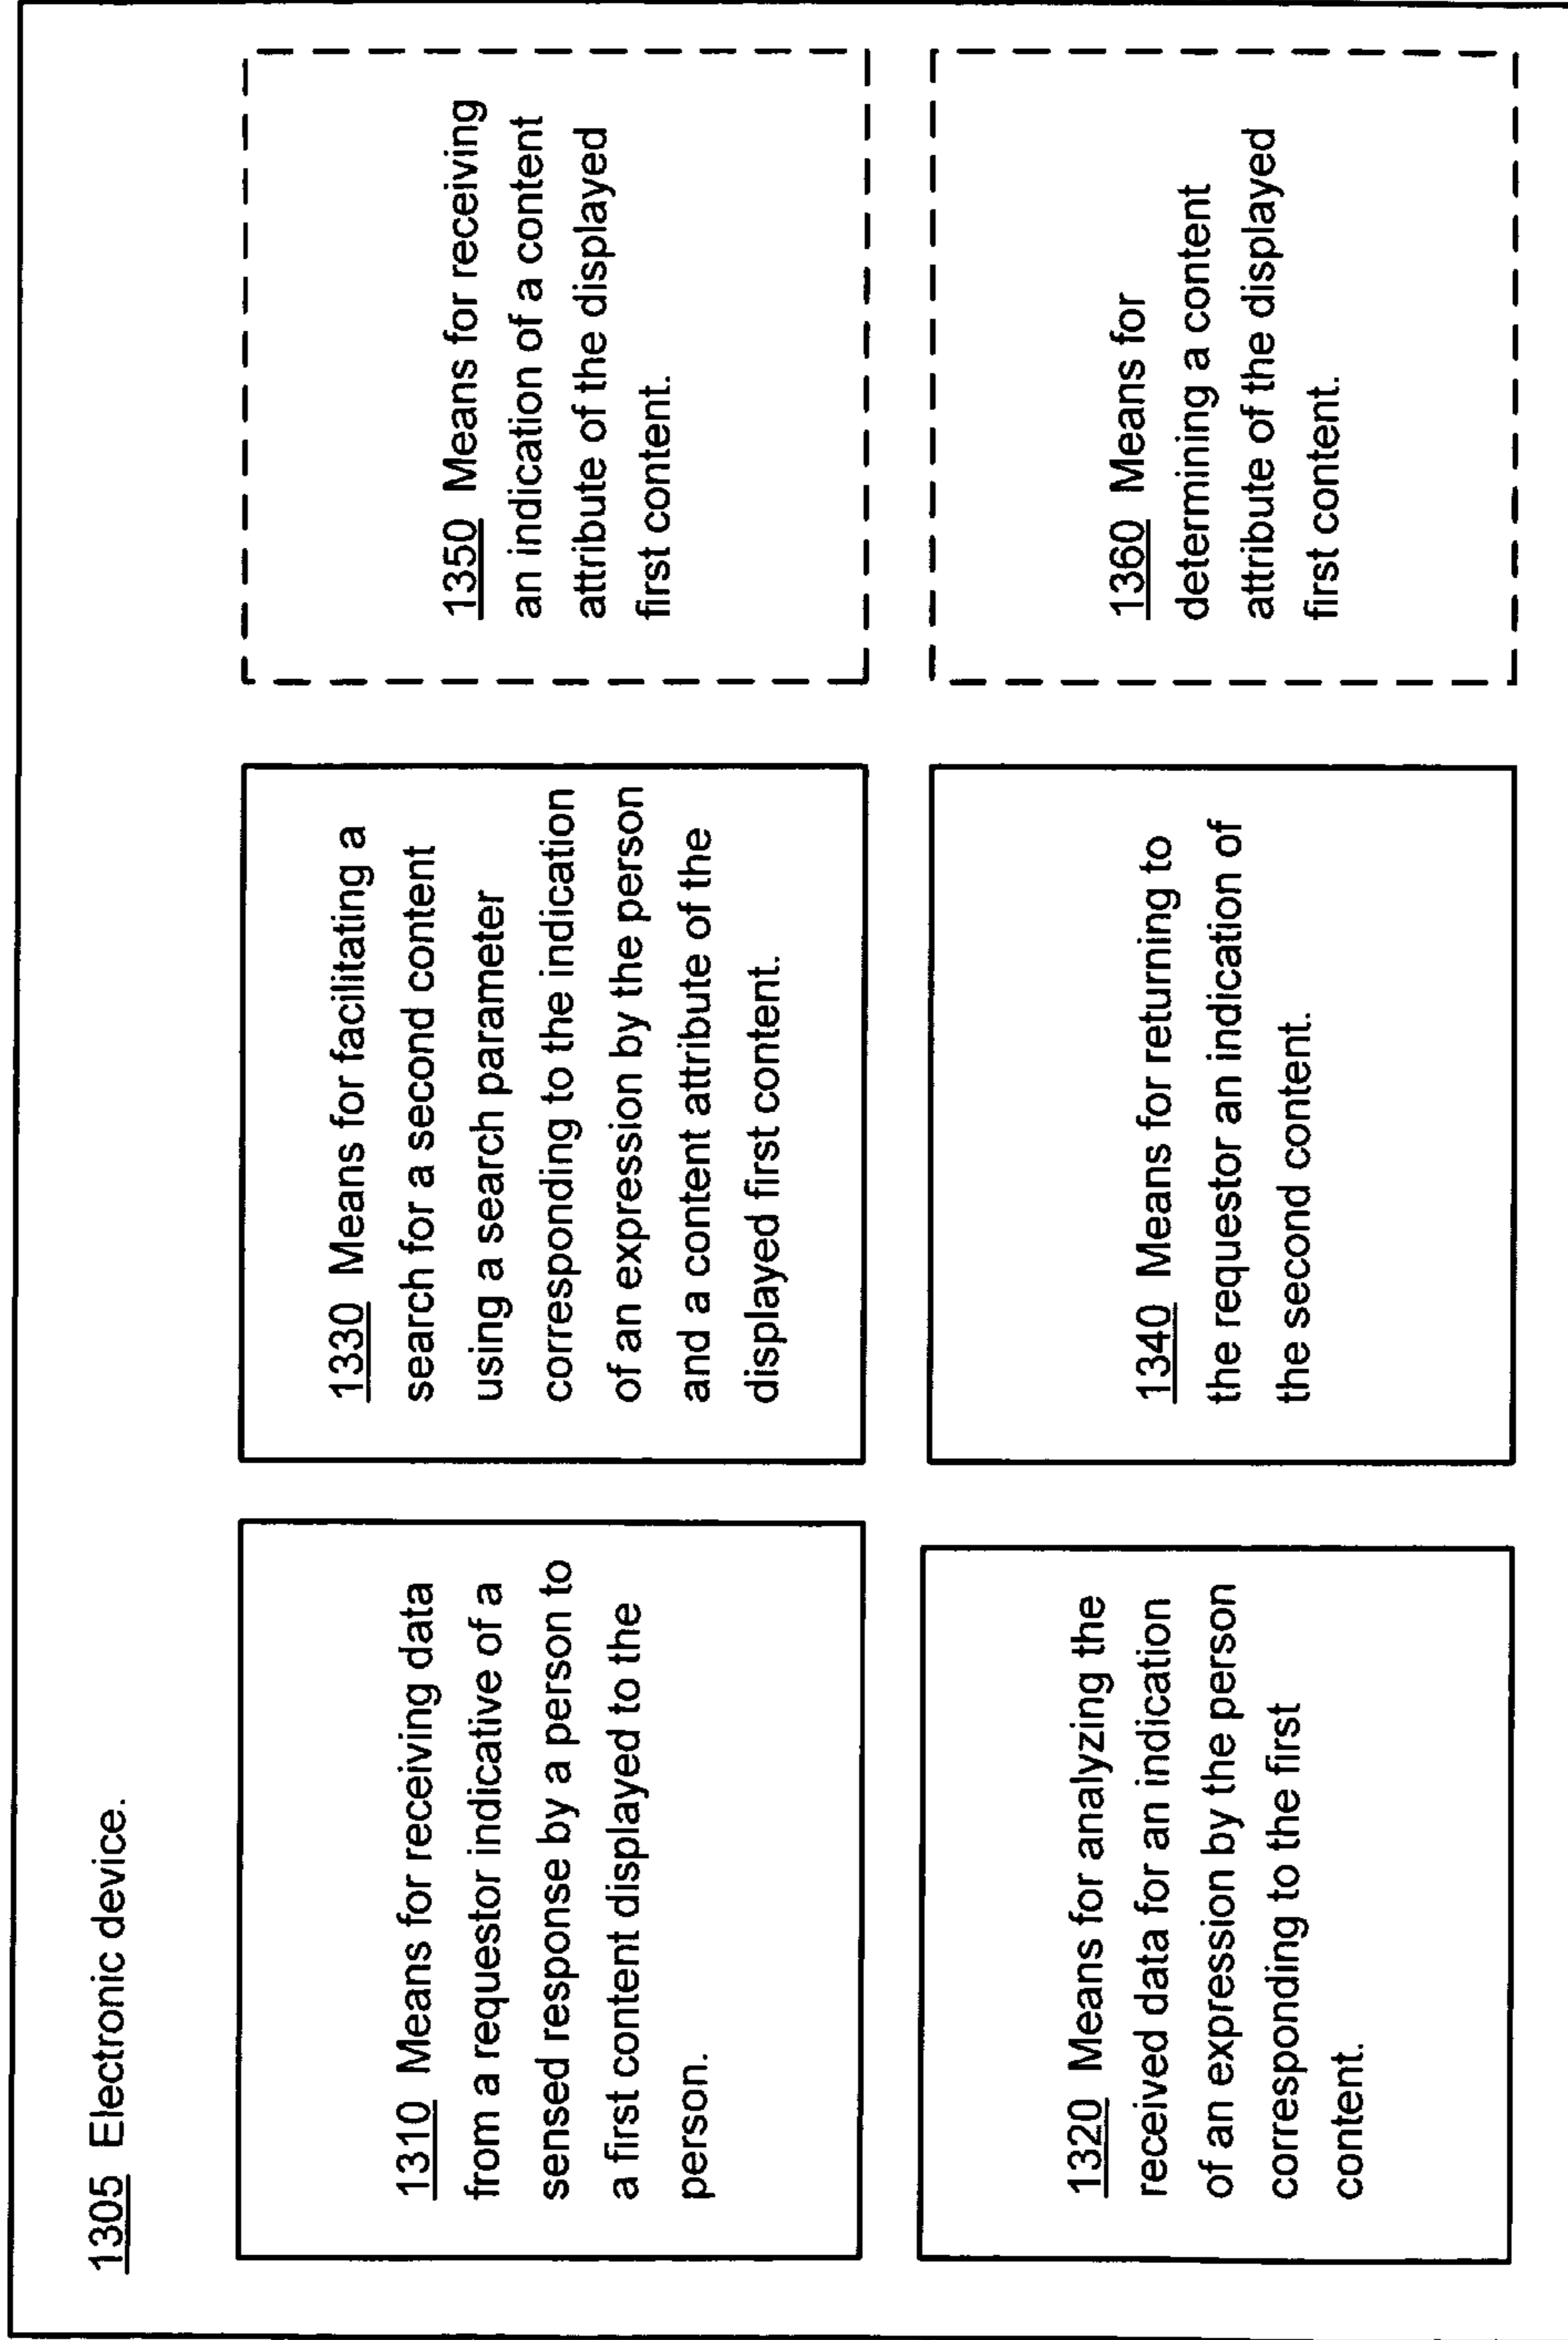 1305 Electronic device.
1310 Means for receiving data
from a requestor indicative of a
sensed response by a person to
a first content displayed to the
person.
1320 Means for analyzing the
received data for an indication
of an expression by the person
corresponding to the first
content.
1330 Means for facilitating a
search for a second content
using a search parameter
corresponding to the indication
of an expression by the person
and a content attribute of the
displayed first content.
1340 Means for returning to
the requestor an indication of
the second content.
1350 Means for receiving
an indication of a content
attribute of the displayed
first content.
1360 Means for
determining a content
attribute of the displayed
first content.